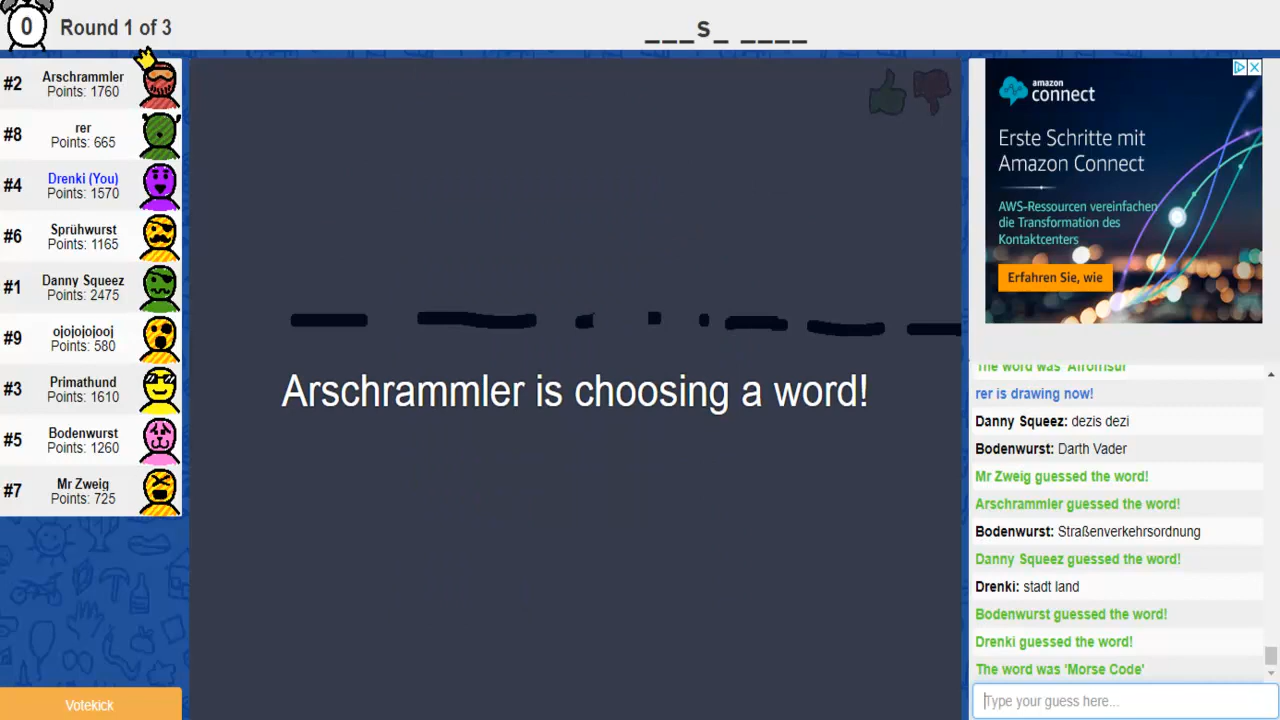 0
Round 1 of 3
___s_ ____
#2
Arschrammler
Points: 1760
#8
rer
Points: 665
#4
Drenki (You)
Points: 1570
#6
Sprühwurst
Points: 1165
#1
Danny Squeez
Points: 2475
#9
ojojojojooj
Points: 580
#3
Primathund
Points: 1610
#5
Bodenwurst
Points: 1260
#7
Mr Zweig
Points: 725
Votekick
Arschrammler is choosing a word!
amazon
connect
Erste Schritte mit
Amazon Connect
AWS-Ressourcen vereinfachen
die Transformation des
Kontaktcenters
Erfahren Sie, wie
The word was 'Afrofrisur'
rer is drawing now!
Danny Squeez: dezis dezi
Bodenwurst: Darth Vader
Mr Zweig guessed the word!
Arschrammler guessed the word!
Bodenwurst: Straßenverkehrsordnung
Danny Squeez guessed the word!
Drenki: stadt land
Bodenwurst guessed the word!
Drenki guessed the word!
The word was 'Morse Code'
Type your guess here...